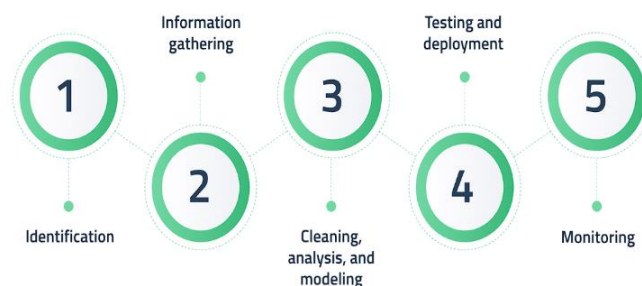 1
Identification
Information
gathering
2
3
Cleaning,
analysis, and
modeling
Testing and
deployment
4
5
Monitoring